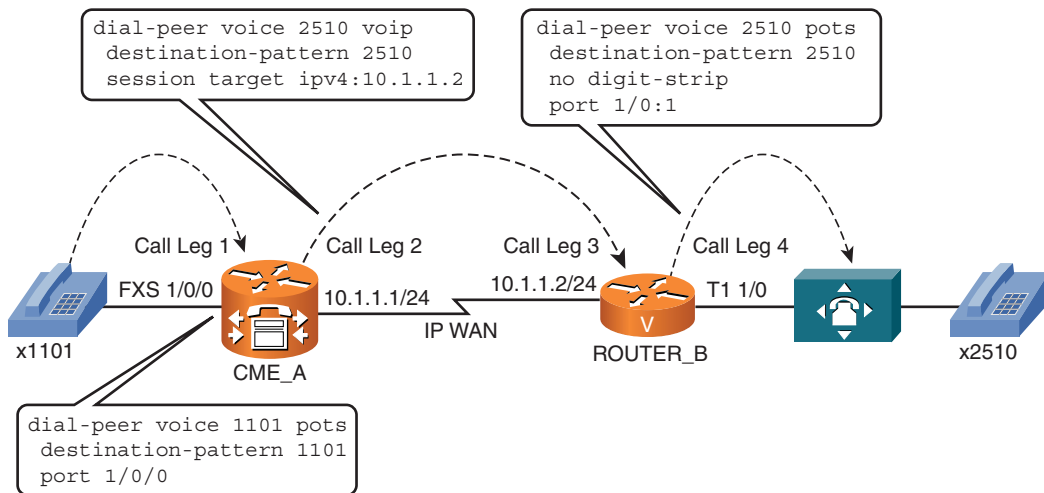 dial-peer voice 2510 voip
destination-pattern 2510
session target ipv4:10.1.1.2
dial-peer voice 2510 pots
destination-pattern 2510
no digit-strip
port 1/0:1
Call Leg 1
Call Leg 2
Call Leg 3
Call Leg 4
FXS 1/0/0
10.1.1.1/24
10.1.1.2/24
T1 1/0
IP WAN
V
x1101
CME_A
ROUTER_B
x2510
dial-peer voice 1101 pots
destination-pattern 1101
port 1/0/0